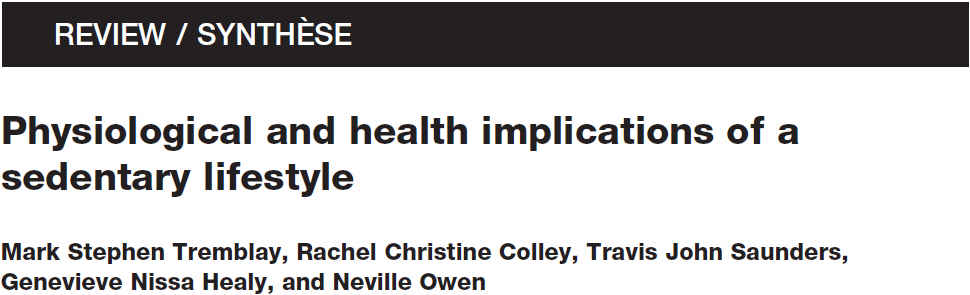 REVIEW / SYNTHÈSE
Physiological and health implications of a
sedentary lifestyle
Mark Stephen Tremblay, Rachel Christine Colley, Travis John Saunders,
Genevieve Nissa Healy, and Neville Owen